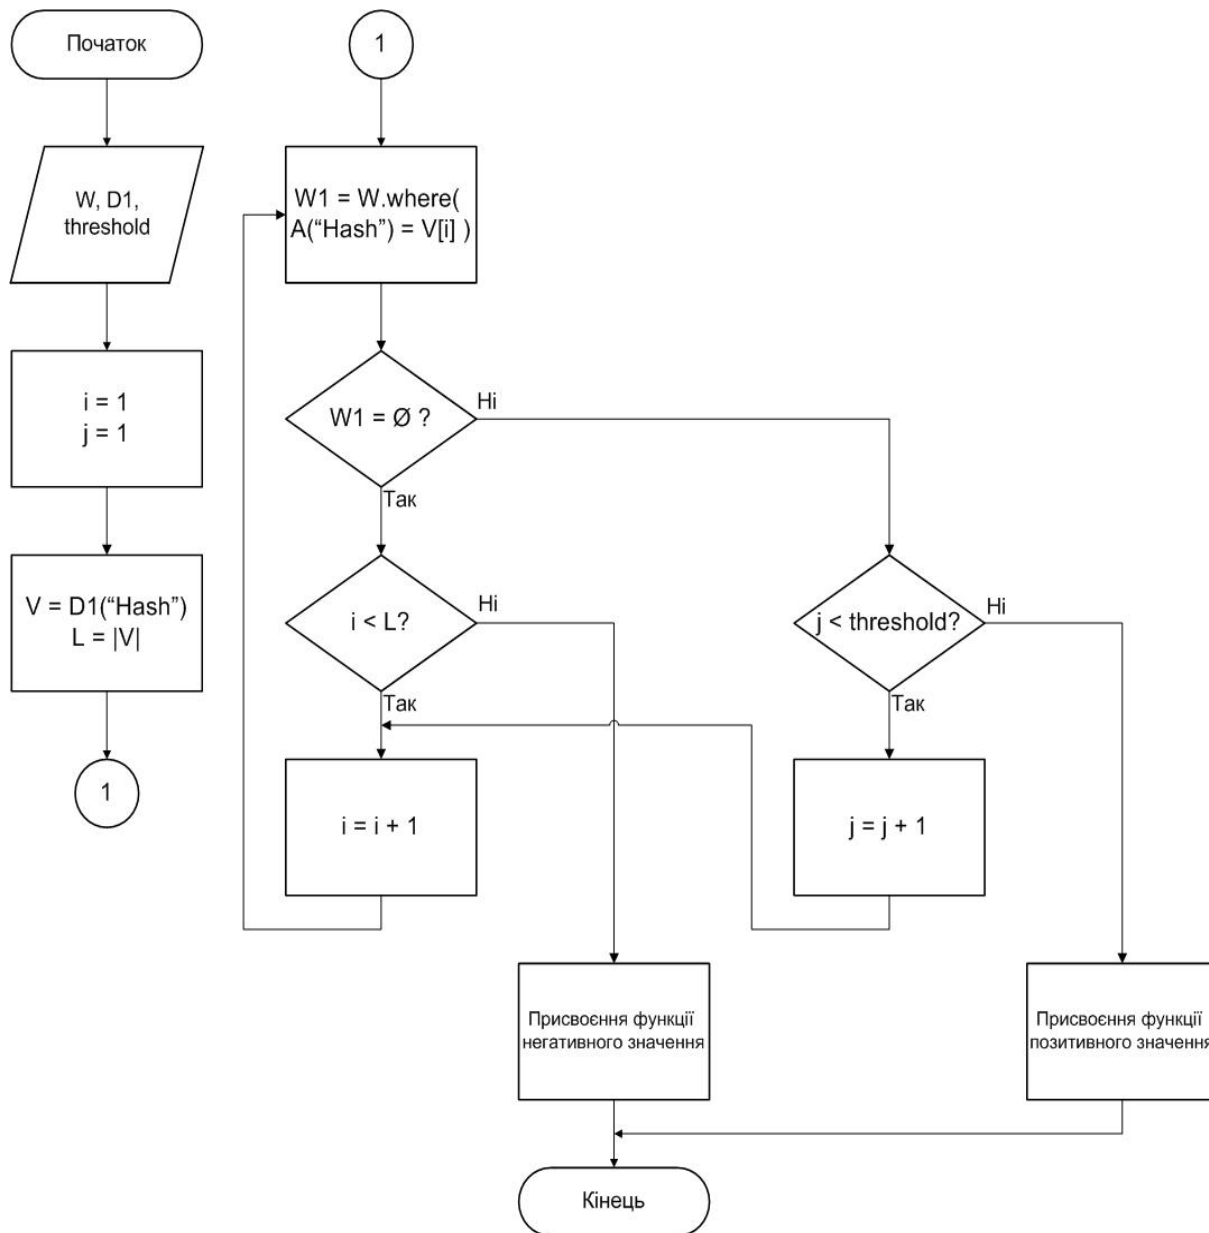 Початок
W, D1,
threshold
i = 1
j = 1
V = D1(“Hash”)
L = |V|
1
1
W1 = W.where(
A(“Hash”) = V[i] )
W1 = Ø ?
Ні
Так
i < L?
Ні
Так
i = i + 1
j < threshold?
Ні
Так
j = j + 1
Присвоєння функції
негативного значення
Присвоєння функції
позитивного значення
Кінець